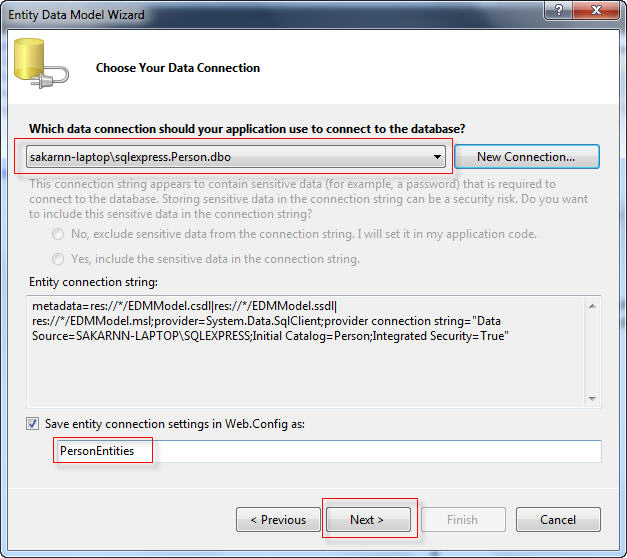 Entity Data Model Wizard
Choose Your Data Connection
Which data connection should your application use to connect to the database?
sakarnn-laptop\sqlexpress.Person.dbo
New Connection...
This connection string appears to contain sensitive data (for example, a password) that is required
to connect to the database. Storing sensitive data in the connection string can be a security risk. Do you want
to include this sensitive data in the connection string?
No, exclude sensitive data from the connection string. I will set it in my application code.
Yes, include the sensitive data in the connection string.
Entity connection string:
metadata=res://*/EDMModel.csdl|res://*/EDMModel.ssdl|
res://*/EDMModel.msl;provider=System.Data.SqlClient;provider connection string="Data
Source=SAKARNN-LAPTOP\SQLEXPRESS;Initial Catalog=Person;Integrated Security=True"
Save entity connection settings in Web.Config as:
PersonEntities
< Previous
Next >
Finish
Cancel